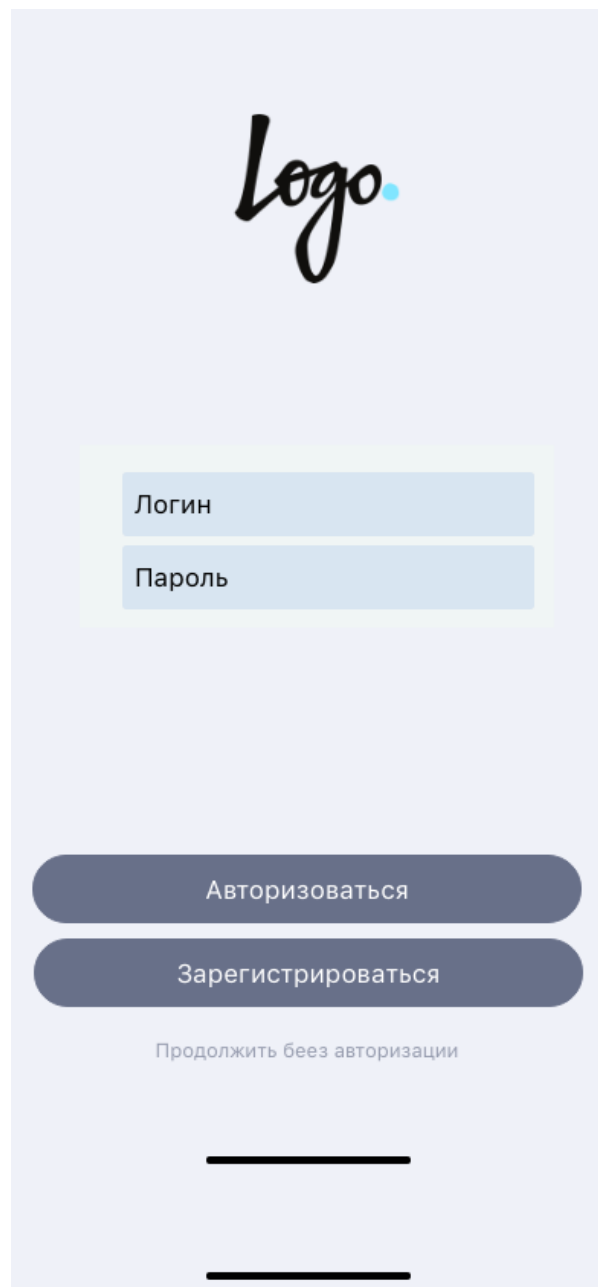 Logo.
Логин
Пароль
Авторизоваться
Зарегистрироваться
Продолжить беез авторизации